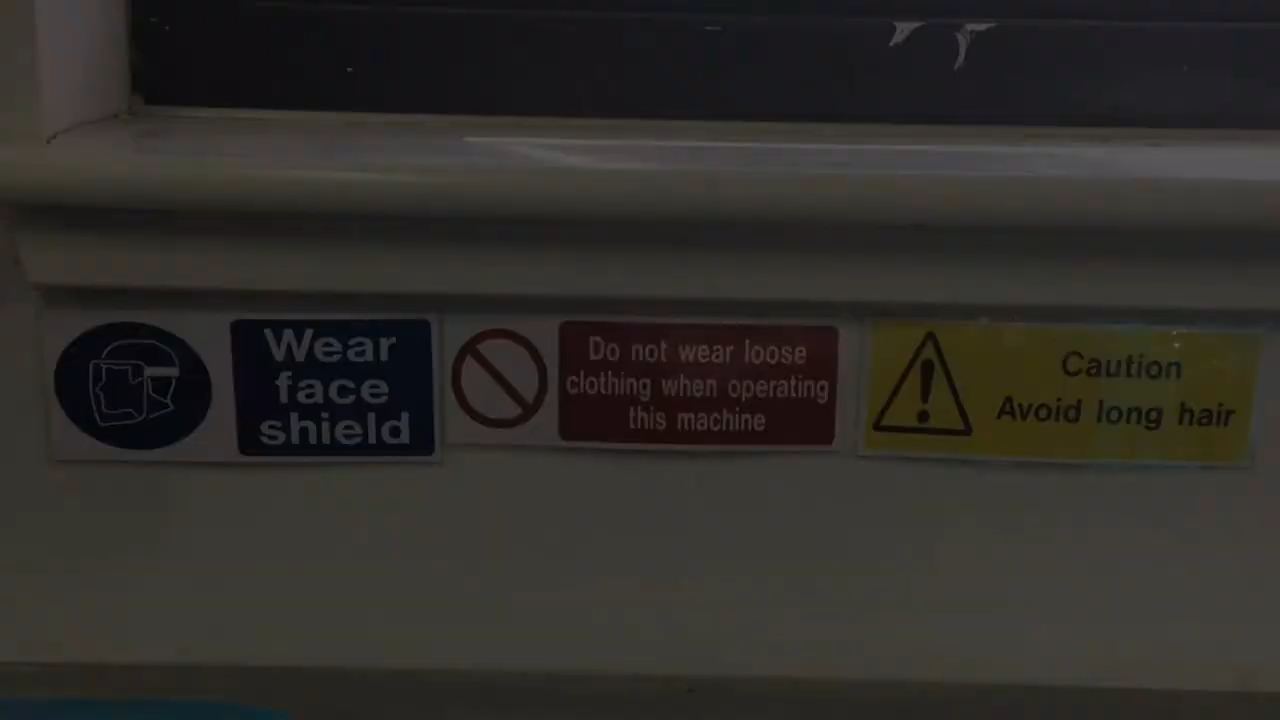 Wear
face
shield
Do not wear loose
clothing when operating
this machine
Caution
Avoid long hair